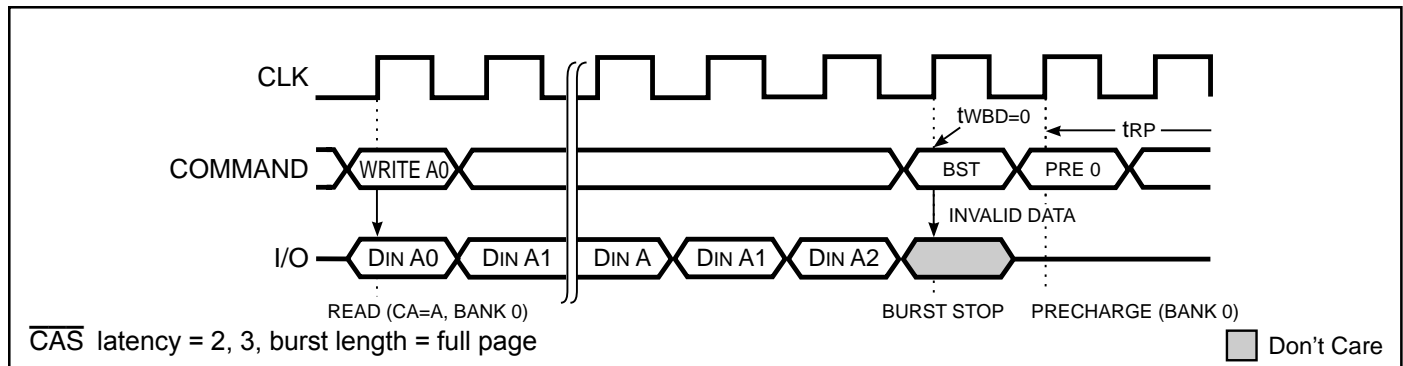 CLK
tWBD=0
tRP
COMMAND
WRITE A0
BST
PRE 0
INVALID DATA
I/O
DIN A0
DIN A1
DIN A
DIN A1
DIN A2
READ (CA=A, BANK 0)
BURST STOP
PRECHARGE (BANK 0)
CAS latency = 2, 3, burst length = full page
Don't Care